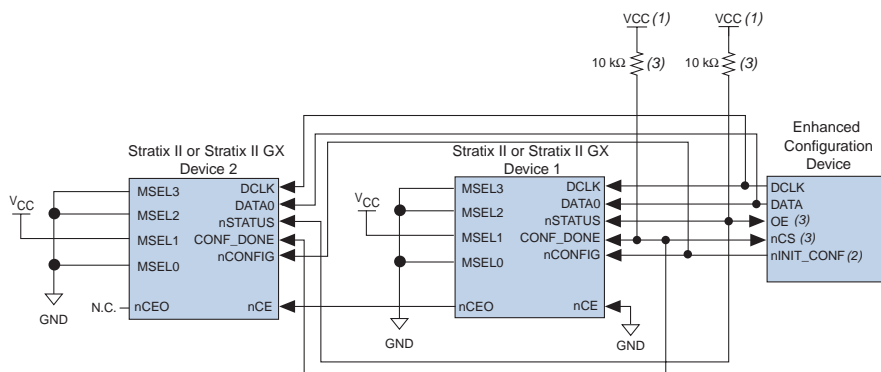 VCC (1)
VCC (1)
10 kΩ
(3)
10 kΩ
(3)
Stratix II or Stratix II GX
Device 2
Stratix II or Stratix II GX
Device 1
Enhanced
Configuration
Device
VCC
MSEL3
MSEL2
MSEL1
MSEL0
DCLK
DATA0
nSTATUS
CONF_DONE
nCONFIG
N.C.
nCEO
nCE
GND
VCC
MSEL3
MSEL2
MSEL1
MSEL0
DCLK
DATA0
nSTATUS
CONF_DONE
nCONFIG
nCEO
nCE
GND
GND
DCLK
DATA
OE (3)
nCS (3)
nINIT_CONF (2)